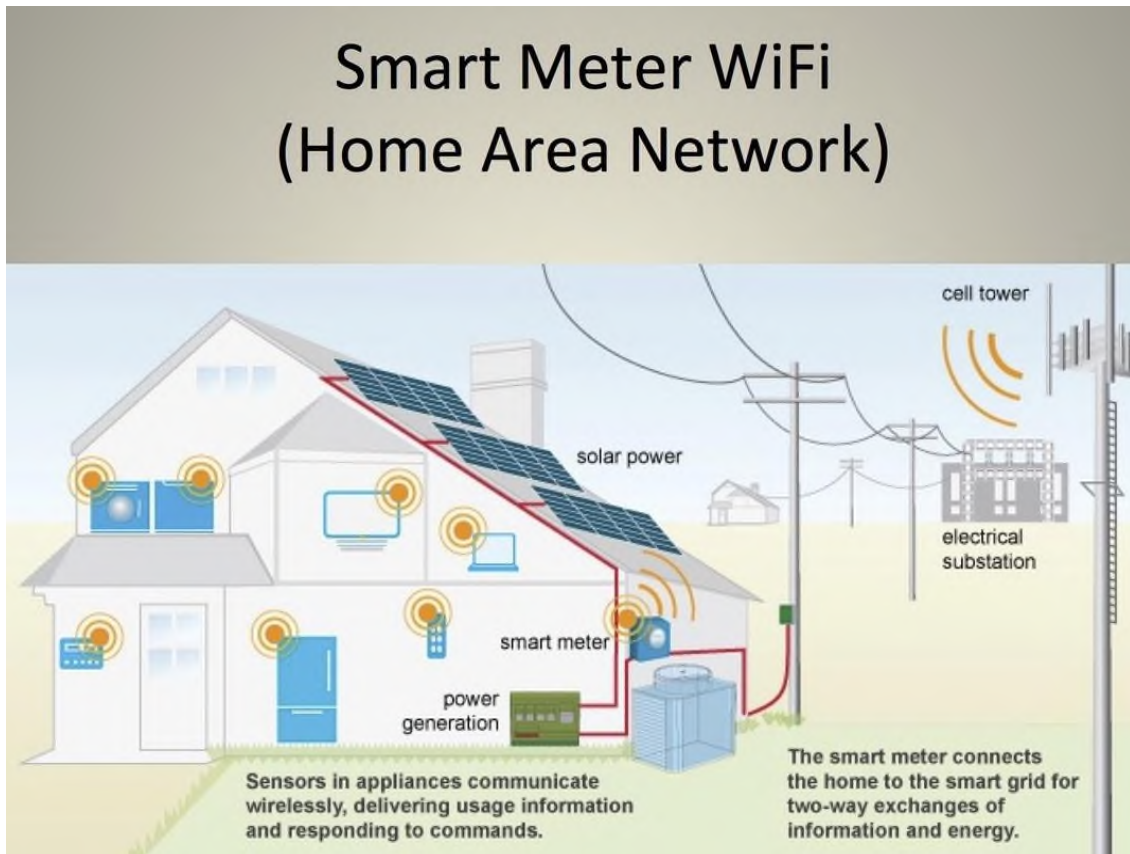 Smart Meter WiFi
(Home Area Network)
cell tower
solar power
electrical
substation
smart meter
power
generation
Sensors in appliances communicate
wirelessly, delivering usage information
and responding to commands.
The smart meter connects
the home to the smart grid for
two-way exchanges of
information and energy.